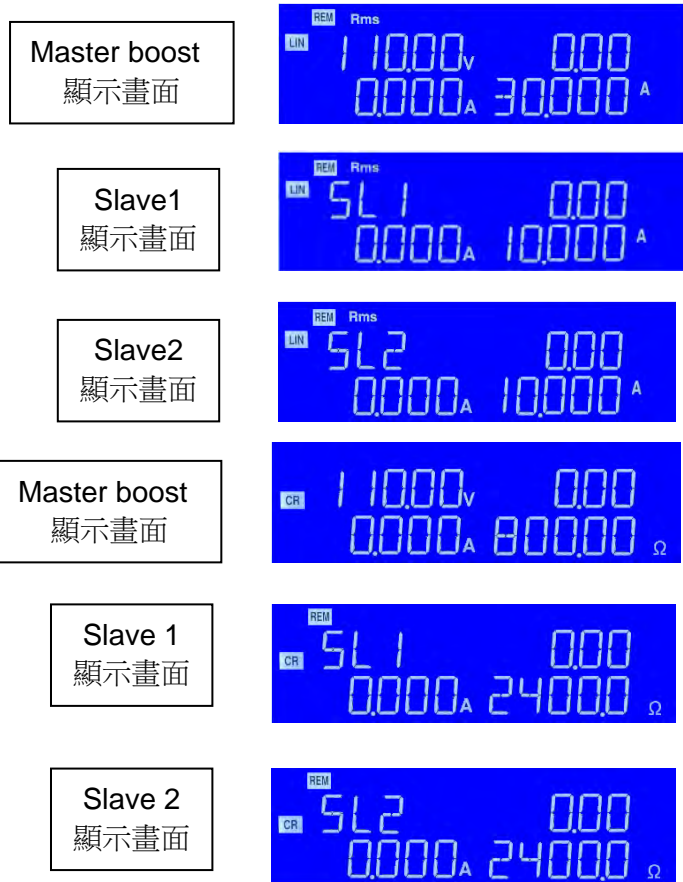 Master boost
顯示畫面
REM Rms
LIN 110.00V 0.00
0.000A 30.000 A
Slave1
顯示畫面
REM Rms
LIN SL1 0.00
0.000A 10.000 A
Slave2
顯示畫面
REM Rms
LIN SL2 0.00
0.000A 10.000 A
Master boost
顯示畫面
CR 110.00V 0.00
0.000A 800.00 Ω
Slave 1
顯示畫面
REM
CR SL1 0.00
0.000A 2400.0 Ω
Slave 2
顯示畫面
REM
CR SL2 0.00
0.000A 2400.0 Ω